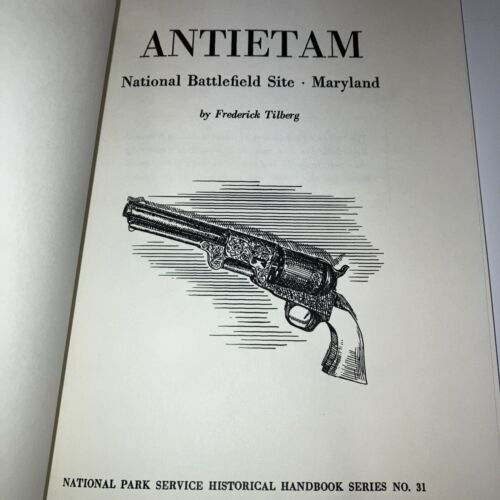 ANTIETAM
National Battlefield Site · Maryland
by Frederick Tilberg
NATIONAL PARK SERVICE HISTORICAL HANDBOOK SERIES NO. 31